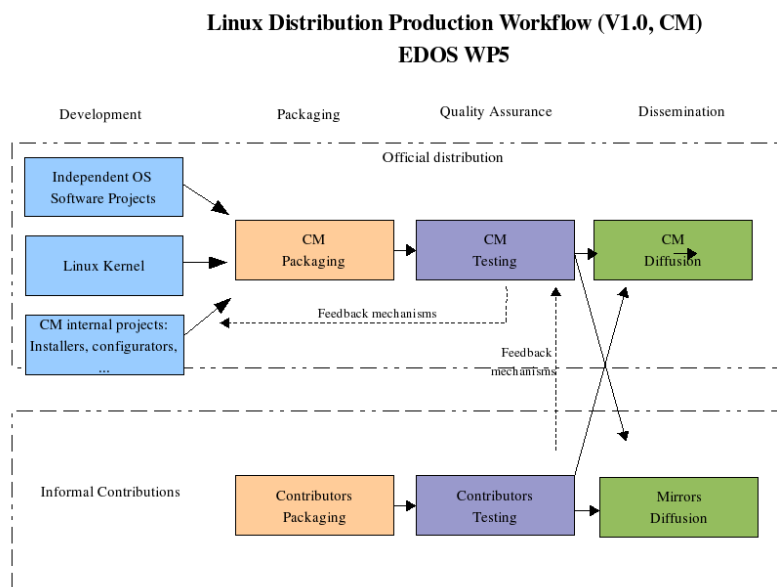 Linux Distribution Production Workflow (V1.0, CM)
EDOS WP5
Development
Packaging
Quality Assurance
Dissemination
Official distribution
Independent OS
Software Projects
Linux Kernel
CM internal projects:
Installers, configurators,
...
CM
Packaging
CM
Testing
CM
Diffusion
Feedback mechanisms
Feedback
mechanisms
Informal Contributions
Contributors
Packaging
Contributors
Testing
Mirrors
Diffusion